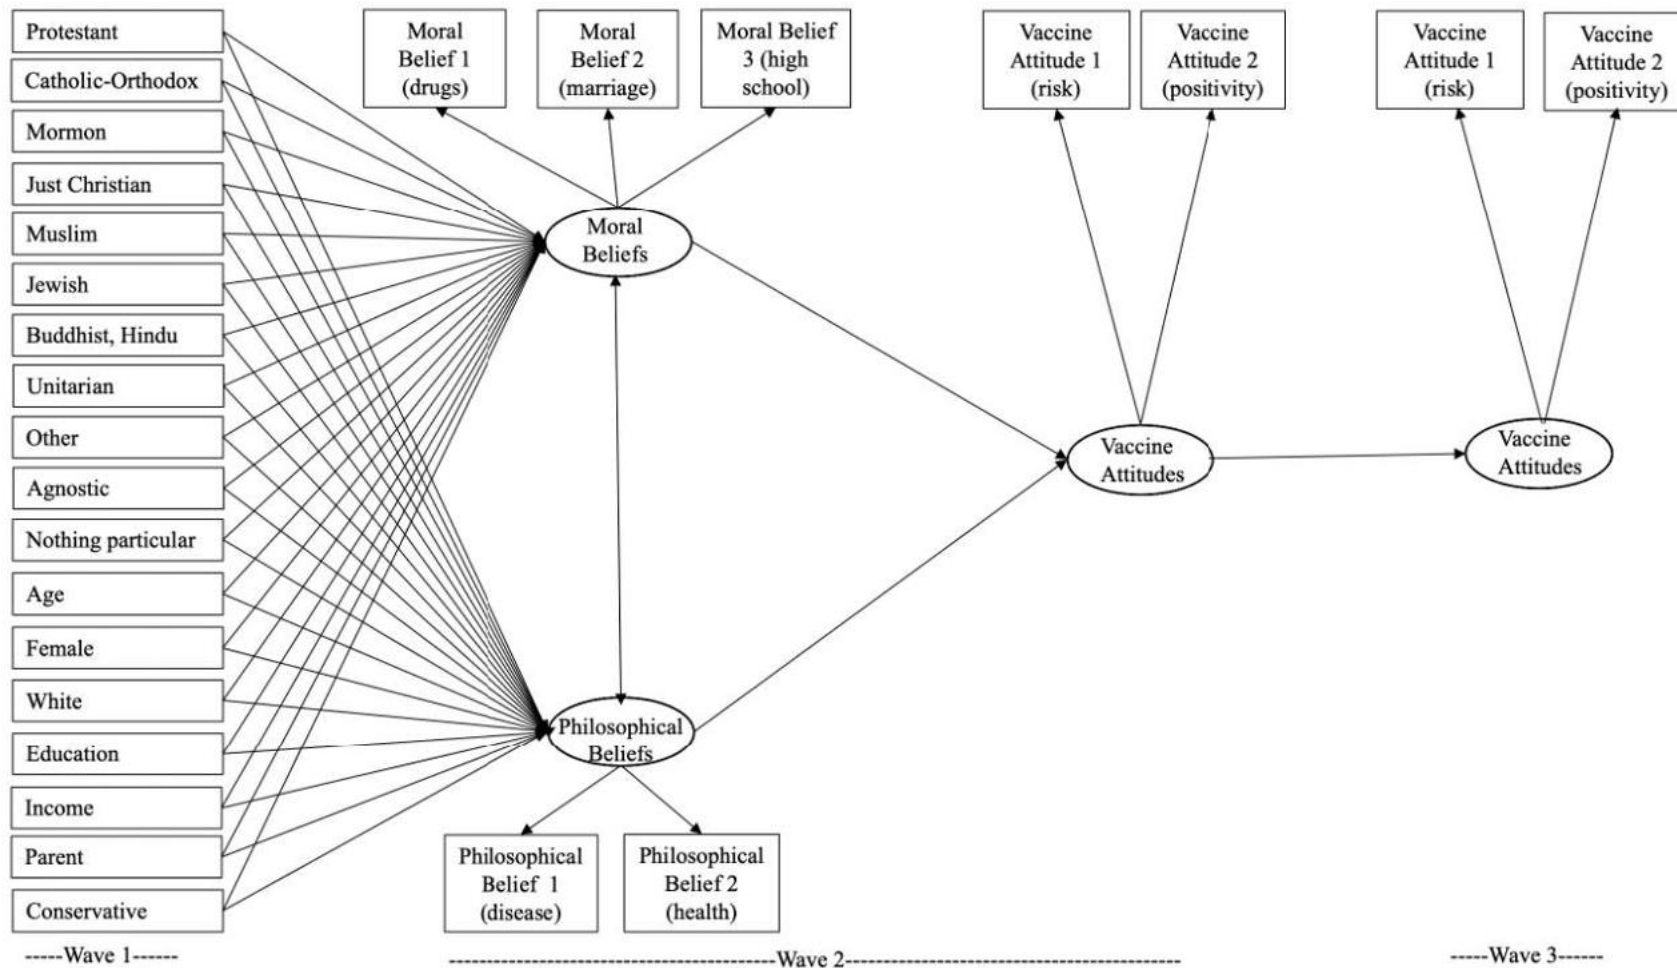 Protestant
Catholic-Orthodox
Mormon
Just Christian
Muslim
Jewish
Buddhist, Hindu
Unitarian
Other
Agnostic
Nothing particular
Age
Female
White
Education
Income
Parent
Conservative
-----Wave 1------
Moral
Belief 1
(drugs)
Moral
Belief 2
(marriage)
Moral Belief
3 (high
school)
Moral
Beliefs
Philosophical
Beliefs
Philosophical
Belief 1
(disease)
Philosophical
Belief 2
(health)
Vaccine
Attitude 1
(risk)
Vaccine
Attitude 2
(positivity)
Vaccine
Attitudes
----------------------------------------Wave 2-----------------------------------------
Vaccine
Attitude 1
(risk)
Vaccine
Attitude 2
(positivity)
Vaccine
Attitudes
-----Wave 3------